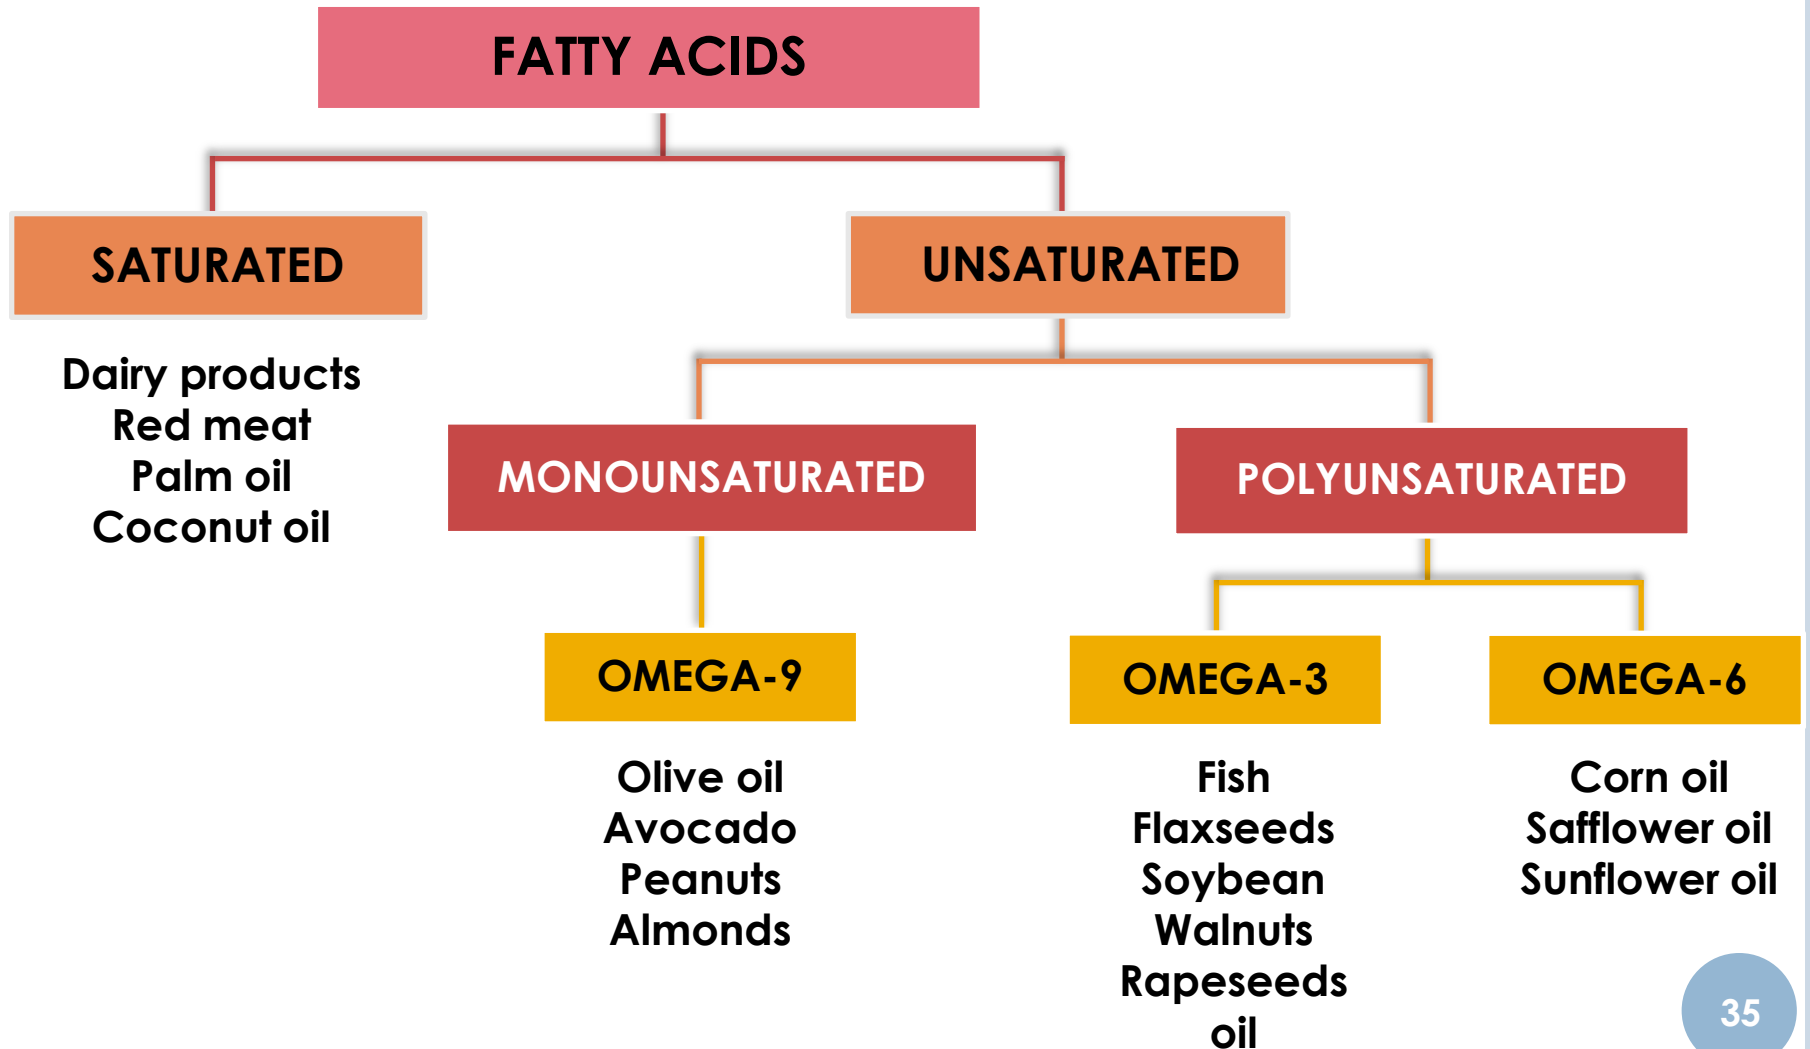 FATTY ACIDS
SATURATED
UNSATURATED
Dairy products
Red meat
Palm oil
Coconut oil
MONOUNSATURATED
POLYUNSATURATED
OMEGA-9
OMEGA-3
OMEGA-6
Olive oil
Avocado
Peanuts
Almonds
Fish
Flaxseeds
Soybean
Walnuts
Rapeseeds
oil
Corn oil
Safflower oil
Sunflower oil
35